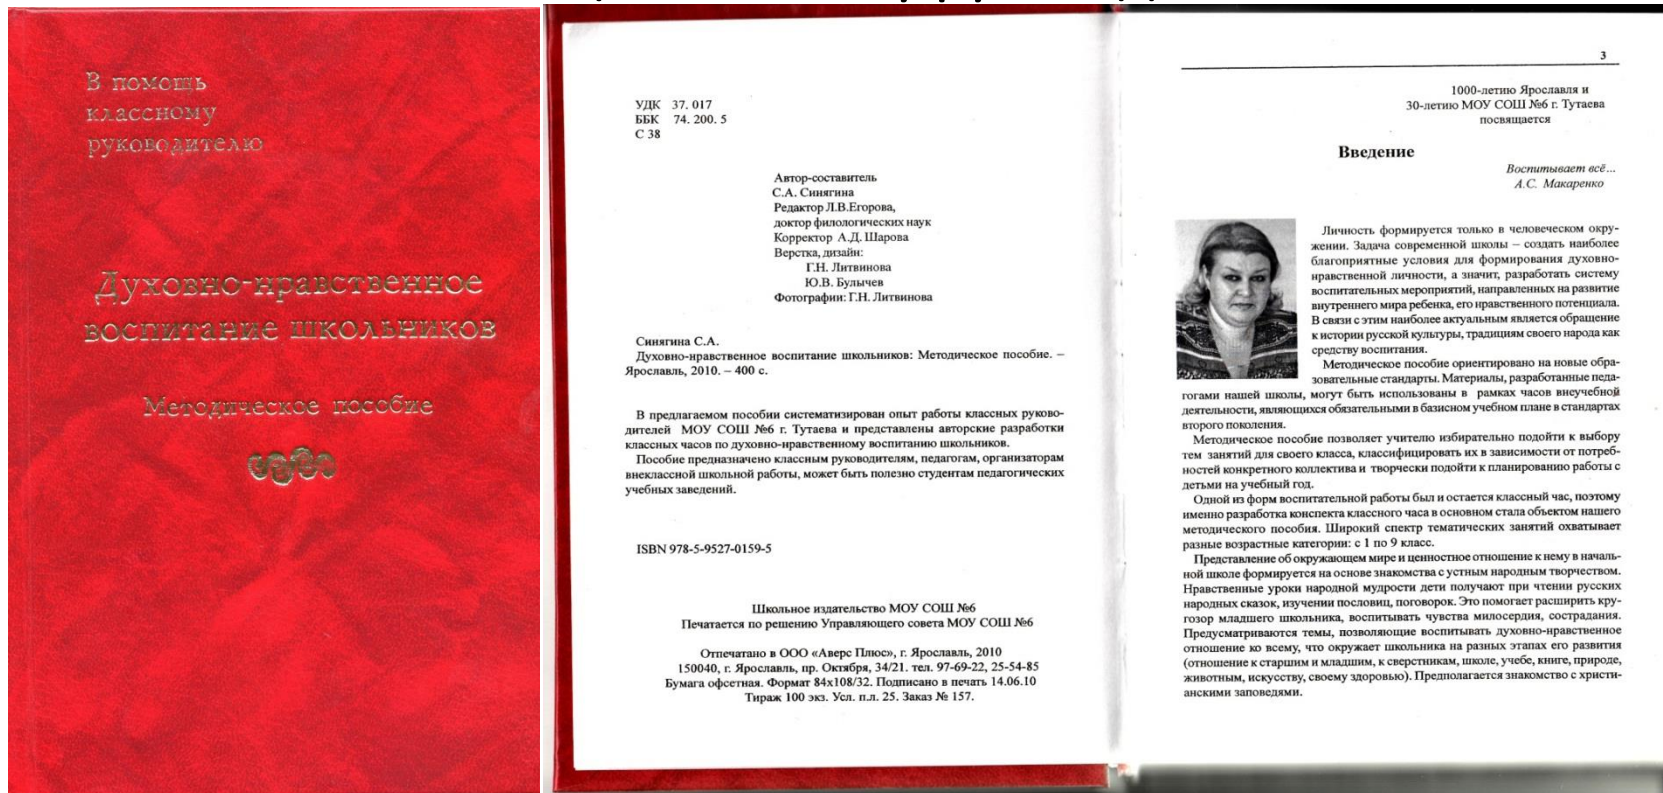 В помощь
классному
руководителю
Духовно-нравственное
воспитание школьников
Методическое пособие
УДК 37. 017
ББК 74. 200. 5
С 38
Автор-составитель
С.А. Синягина
Редактор Л.В.Егорова,
доктор филологических наук
Корректор А.Д. Шарова
Верстка, дизайн:
Г.Н. Литвинова
Ю.В. Булычев
Фотографии: Г.Н. Литвинова
Синягина С.А.
Духовно-нравственное воспитание школьников: Методическое пособие. –
Ярославль, 2010. – 400 с.
В предлагаемом пособии систематизирован опыт работы классных руково-
дителей МОУ СОШ №6 г. Тутаева и представлены авторские разработки
классных часов по духовно-нравственному воспитанию школьников.
Пособие предназначено классным руководителям, педагогам, организаторам
внеклассной школьной работы, может быть полезно студентам педагогических
учебных заведений.
ISBN 978-5-9527-0159-5
Школьное издательство МОУ СОШ №6
Печатается по решению Управляющего совета МОУ СОШ №6
Отпечатано в ООО «Аверс Плюс», г. Ярославль, 2010
150040, г. Ярославль, пр. Октября, 34/21. тел. 97-69-22, 25-54-85
Бумага офсетная. Формат 84х108/32. Подписано в печать 14.06.10
Тираж 100 экз. Усл. п.л. 25. Заказ № 157.
3
1000-летию Ярославля и
30-летию МОУ СОШ №6 г. Тутаева
посвящается
Введение
Воспитывает всё...
А.С. Макаренко
Личность формируется только в человеческом окру-
жении. Задача современной школы – создать наиболее
благоприятные условия для формирования духовно-
нравственной личности, а значит, разработать систему
воспитательных мероприятий, направленных на развитие
внутреннего мира ребенка, его нравственного потенциала.
В связи с этим наиболее актуальным является обращение
к истории русской культуры, традициям своего народа как
средству воспитания.
Методическое пособие ориентировано на новые обра-
зовательные стандарты. Материалы, разработанные педа-
гогами нашей школы, могут быть использованы в рамках часов внеучебной
деятельности, являющихся обязательными в базисном учебном плане в стандартах
второго поколения.
Методическое пособие позволяет учителю избирательно подойти к выбору
тем занятий для своего класса, классифицировать их в зависимости от потреб-
ностей конкретного коллектива и творчески подойти к планированию работы с
детьми на учебный год.
Одной из форм воспитательной работы был и остается классный час, поэтому
именно разработка конспекта классного часа в основном стала объектом нашего
методического пособия. Широкий спектр тематических занятий охватывает
разные возрастные категории: с 1 по 9 класс.
Представление об окружающем мире и ценностное отношение к нему в началь-
ной школе формируется на основе знакомства с устным народным творчеством.
Нравственные уроки народной мудрости дети получают при чтении русских
народных сказок, изучении пословиц, поговорок. Это помогает расширить кру-
гозор младшего школьника, воспитывать чувства милосердия, сострадания.
Предусматриваются темы, позволяющие воспитывать духовно-нравственное
отношение ко всему, что окружает школьника на разных этапах его развития
(отношение к старшим и младшим, к сверстникам, школе, учебе, книге, природе,
животным, искусству, своему здоровью). Предполагается знакомство с христи-
анскими заповедями.